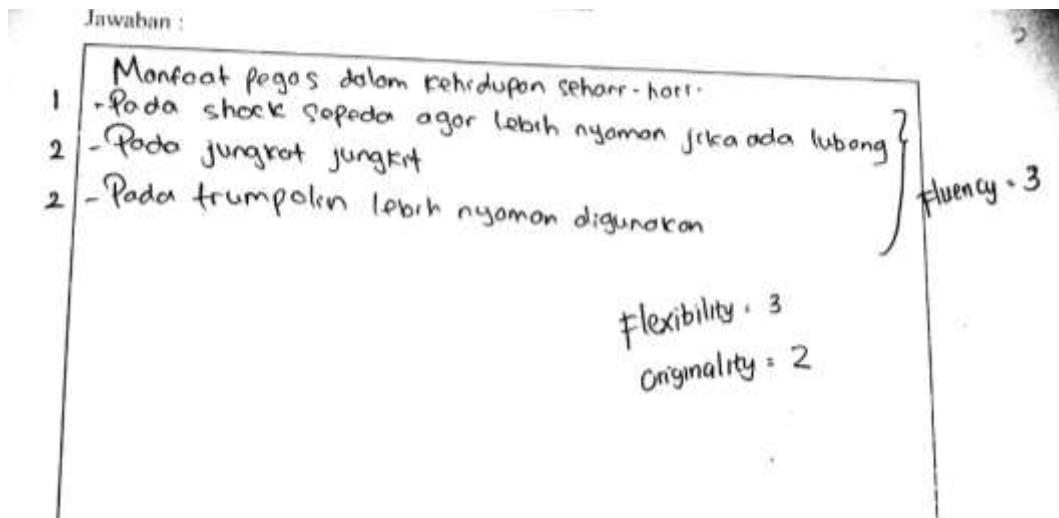 Jawaban :
Manfaat pegas dalam kehidupan sehari-hari.
1 - Pada shock sepeda agar lebih nyaman jika ada lubang
2 - Pada jungkat jungkit
2 - Pada trumpolin lebih nyaman digunakan
Fluency = 3
Flexibility = 3
Originality = 2